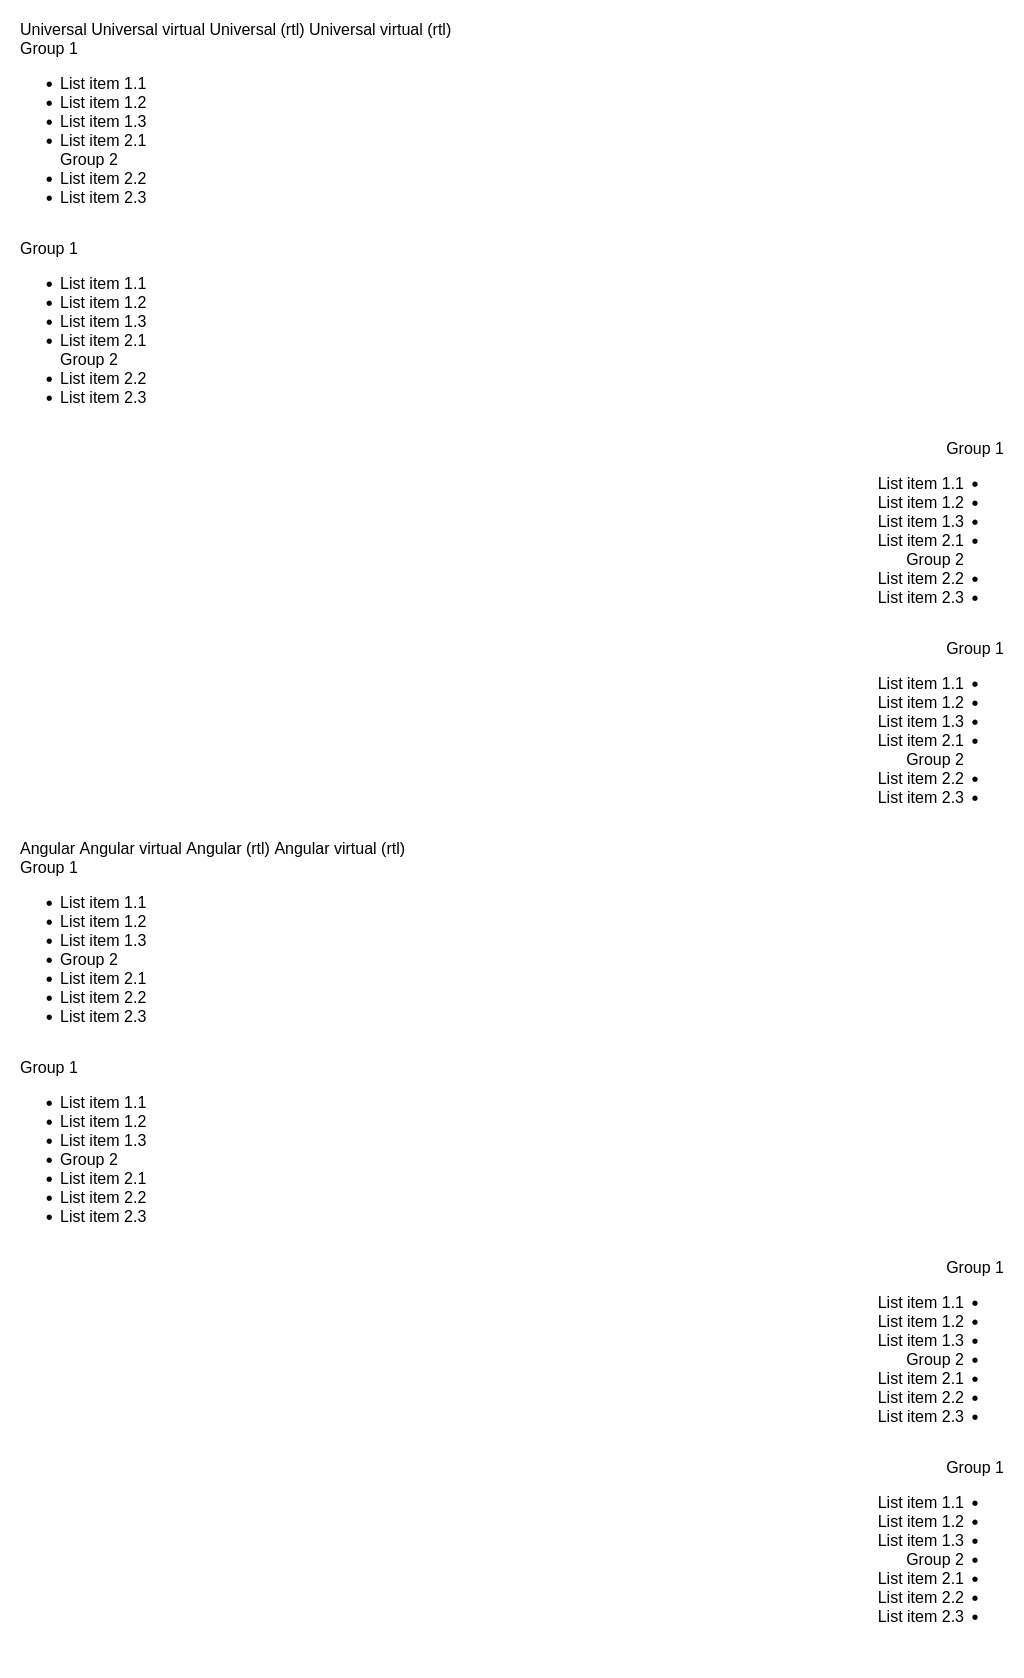 Universal Universal virtual Universal (rtl) Universal virtual (rtl)
Group 1
• List item 1.1
• List item 1.2
• List item 1.3
• List item 2.1
Group 2
• List item 2.2
• List item 2.3
Group 1
• List item 1.1
• List item 1.2
• List item 1.3
• List item 2.1
Group 2
• List item 2.2
• List item 2.3
Group 1
List item 1.1 •
List item 1.2 •
List item 1.3 •
List item 2.1 •
Group 2
List item 2.2 •
List item 2.3 •
Group 1
List item 1.1 •
List item 1.2 •
List item 1.3 •
List item 2.1 •
Group 2
List item 2.2 •
List item 2.3 •
Angular Angular virtual Angular (rtl) Angular virtual (rtl)
Group 1
• List item 1.1
• List item 1.2
• List item 1.3
• Group 2
• List item 2.1
• List item 2.2
• List item 2.3
Group 1
• List item 1.1
• List item 1.2
• List item 1.3
• Group 2
• List item 2.1
• List item 2.2
• List item 2.3
Group 1
List item 1.1 •
List item 1.2 •
List item 1.3 •
Group 2 •
List item 2.1 •
List item 2.2 •
List item 2.3 •
Group 1
List item 1.1 •
List item 1.2 •
List item 1.3 •
Group 2 •
List item 2.1 •
List item 2.2 •
List item 2.3 •